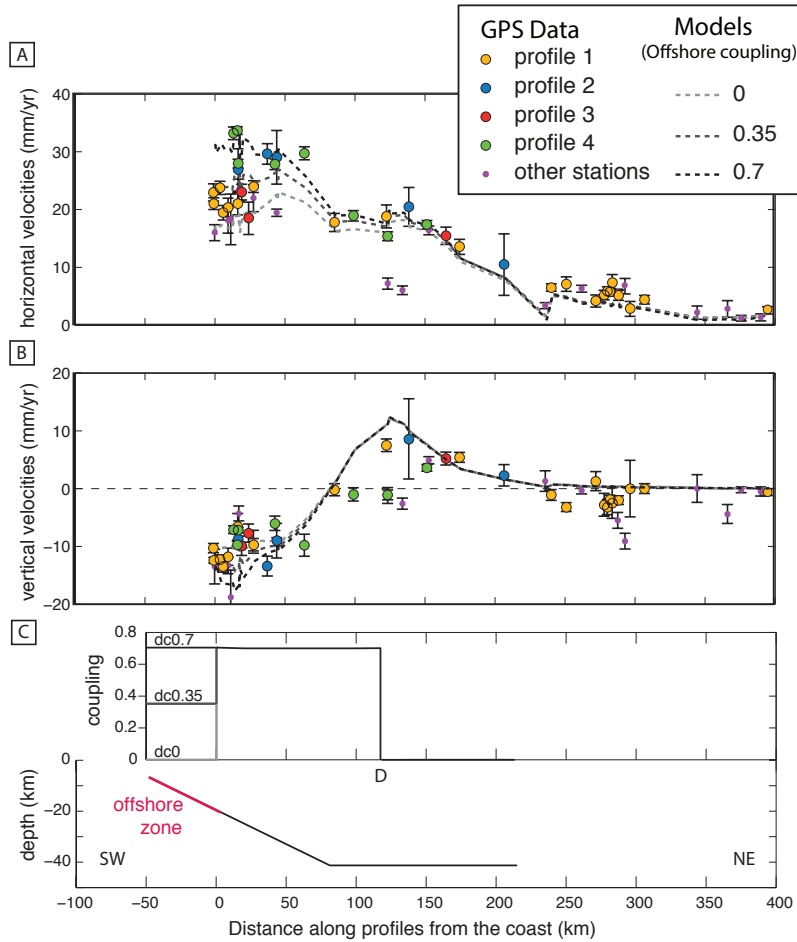 GPS Data
profile 1
profile 2
profile 3
profile 4
other stations
Models
(Offshore coupling)
0
0.35
0.7
A
horizontal velocities (mm/yr)
40
30
20
10
0
B
vertical velocities (mm/yr)
20
10
0
−10
−20
C
coupling
0.8
0.6
0.4
0.2
0
dc0.7
dc0.35
dc0
D
depth (km)
0
−20
−40
offshore
zone
SW
NE
−100
−50
0
50
100
150
200
250
300
350
400
Distance along profiles from the coast (km)